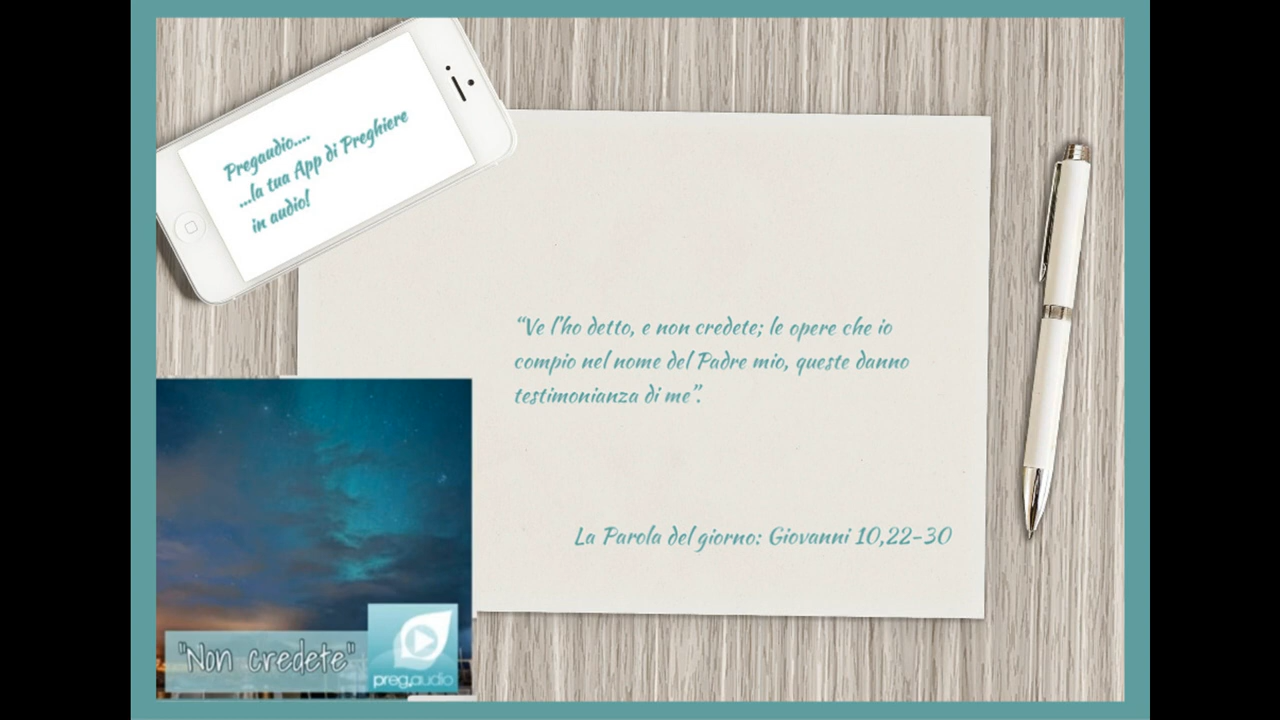 Pregaudio....
...la tua App di Preghiere
in audio!
“Ve l’ho detto, e non credete; le opere che io
compio nel nome del Padre mio, queste danno
testimonianza di me”.
La Parola del giorno: Giovanni 10,22-30
"Non credete"
preg.audio